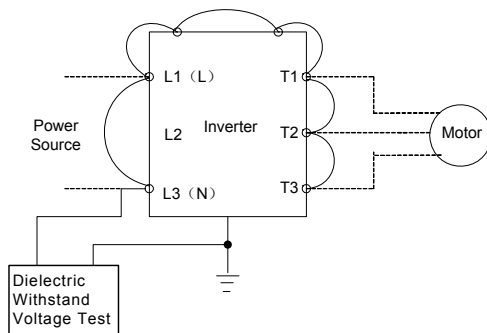 L1（L）
T1
Power
Source
L2
Inverter
T2
Motor
L3（N）
T3
Dielectric
Withstand
Voltage Test